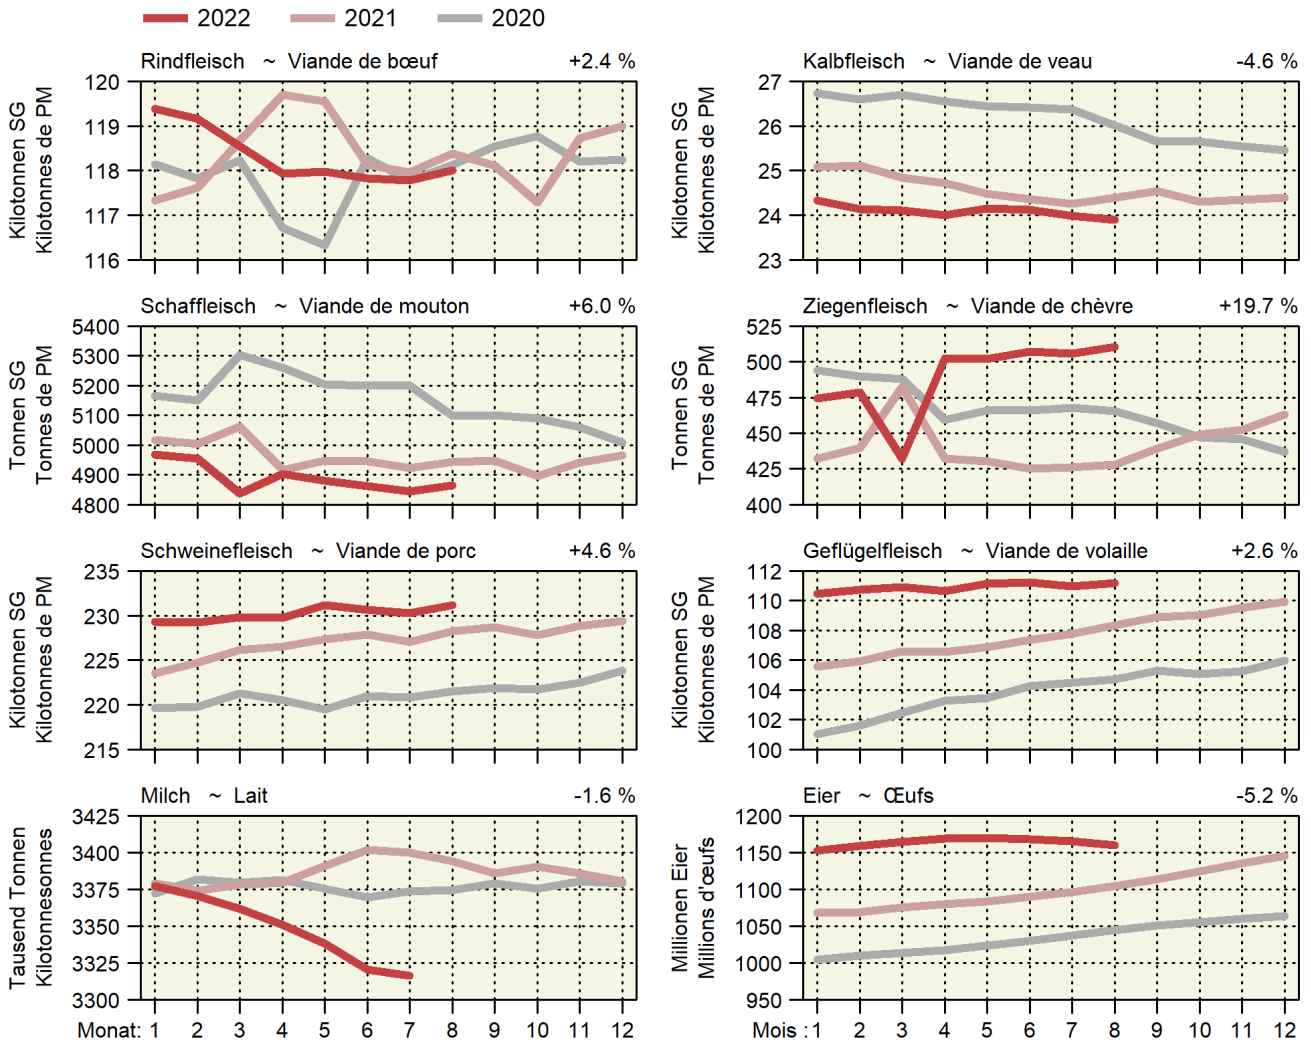 2022 2021 2020
Rindfleisch ~ Viande de bœuf +2.4 %
Kilotonnen SG
Kilotonnes de PM
120
119
118
117
116
Kalbfleisch ~ Viande de veau -4.6 %
Kilotonnen SG
Kilotonnes de PM
27
26
25
24
23
Schaffleisch ~ Viande de mouton +6.0 %
Tonnen SG
Tonnes de PM
5400
5300
5200
5100
5000
4900
4800
Ziegenfleisch ~ Viande de chèvre +19.7 %
Tonnen SG
Tonnes de PM
525
500
475
450
425
400
Schweinefleisch ~ Viande de porc +4.6 %
Kilotonnen SG
Kilotonnes de PM
235
230
225
220
215
Geflügelfleisch ~ Viande de volaille +2.6 %
Kilotonnen SG
Kilotonnes de PM
112
110
108
106
104
102
100
Milch ~ Lait -1.6 %
Tausend Tonnen
Kilotonnesonnes
3425
3400
3375
3350
3325
3300
Monat: 1 2 3 4 5 6 7 8 9 10 11 12
Eier ~ Œufs -5.2 %
Millionen Eier
Millions d'œufs
1200
1150
1100
1050
1000
950
Mois : 1 2 3 4 5 6 7 8 9 10 11 12